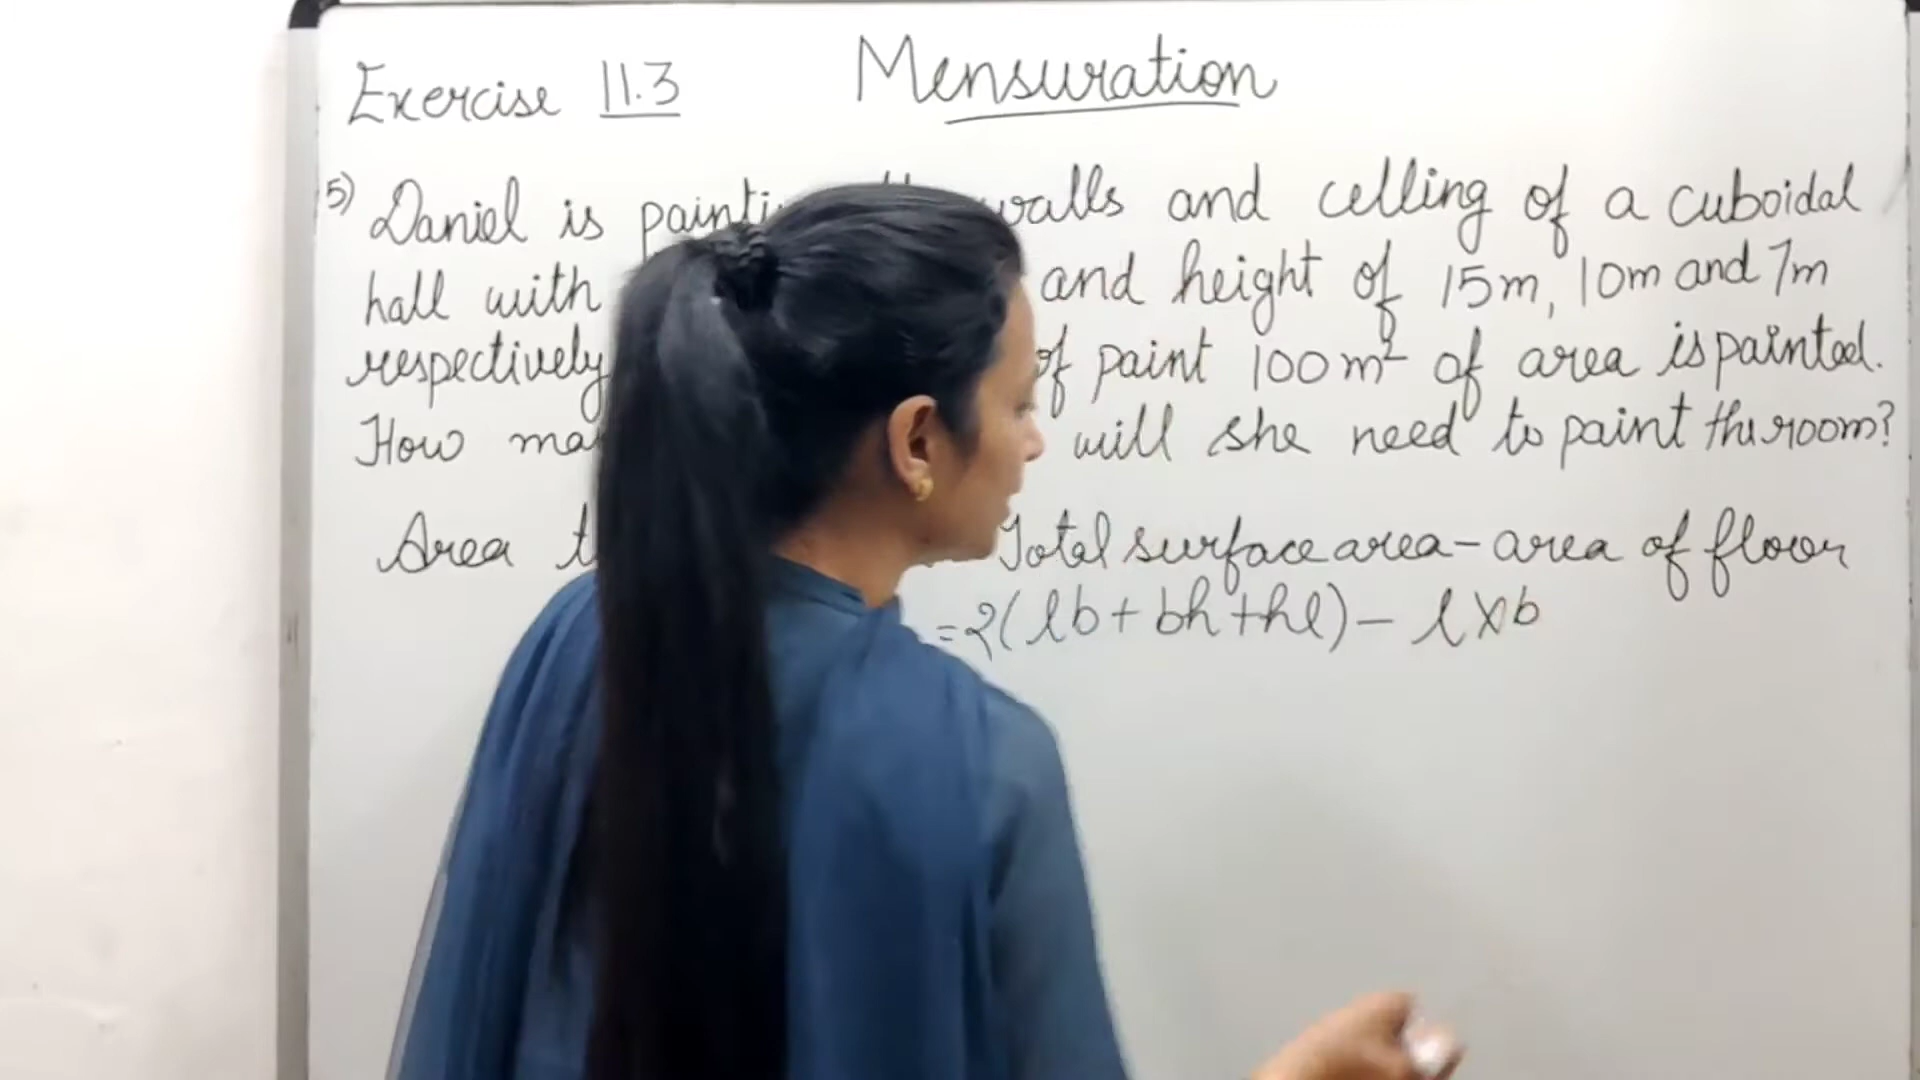 Exercise 11.3 Mensuration
5) Daniel is walls and celling of a cuboidal
hall with and height of 15m, 10m and 7m
respectively of paint 100m² of area is painted.
How will she need to paint the room?
Area Total surface area - area of floor
= 2(lb + bh + hl) - l x b